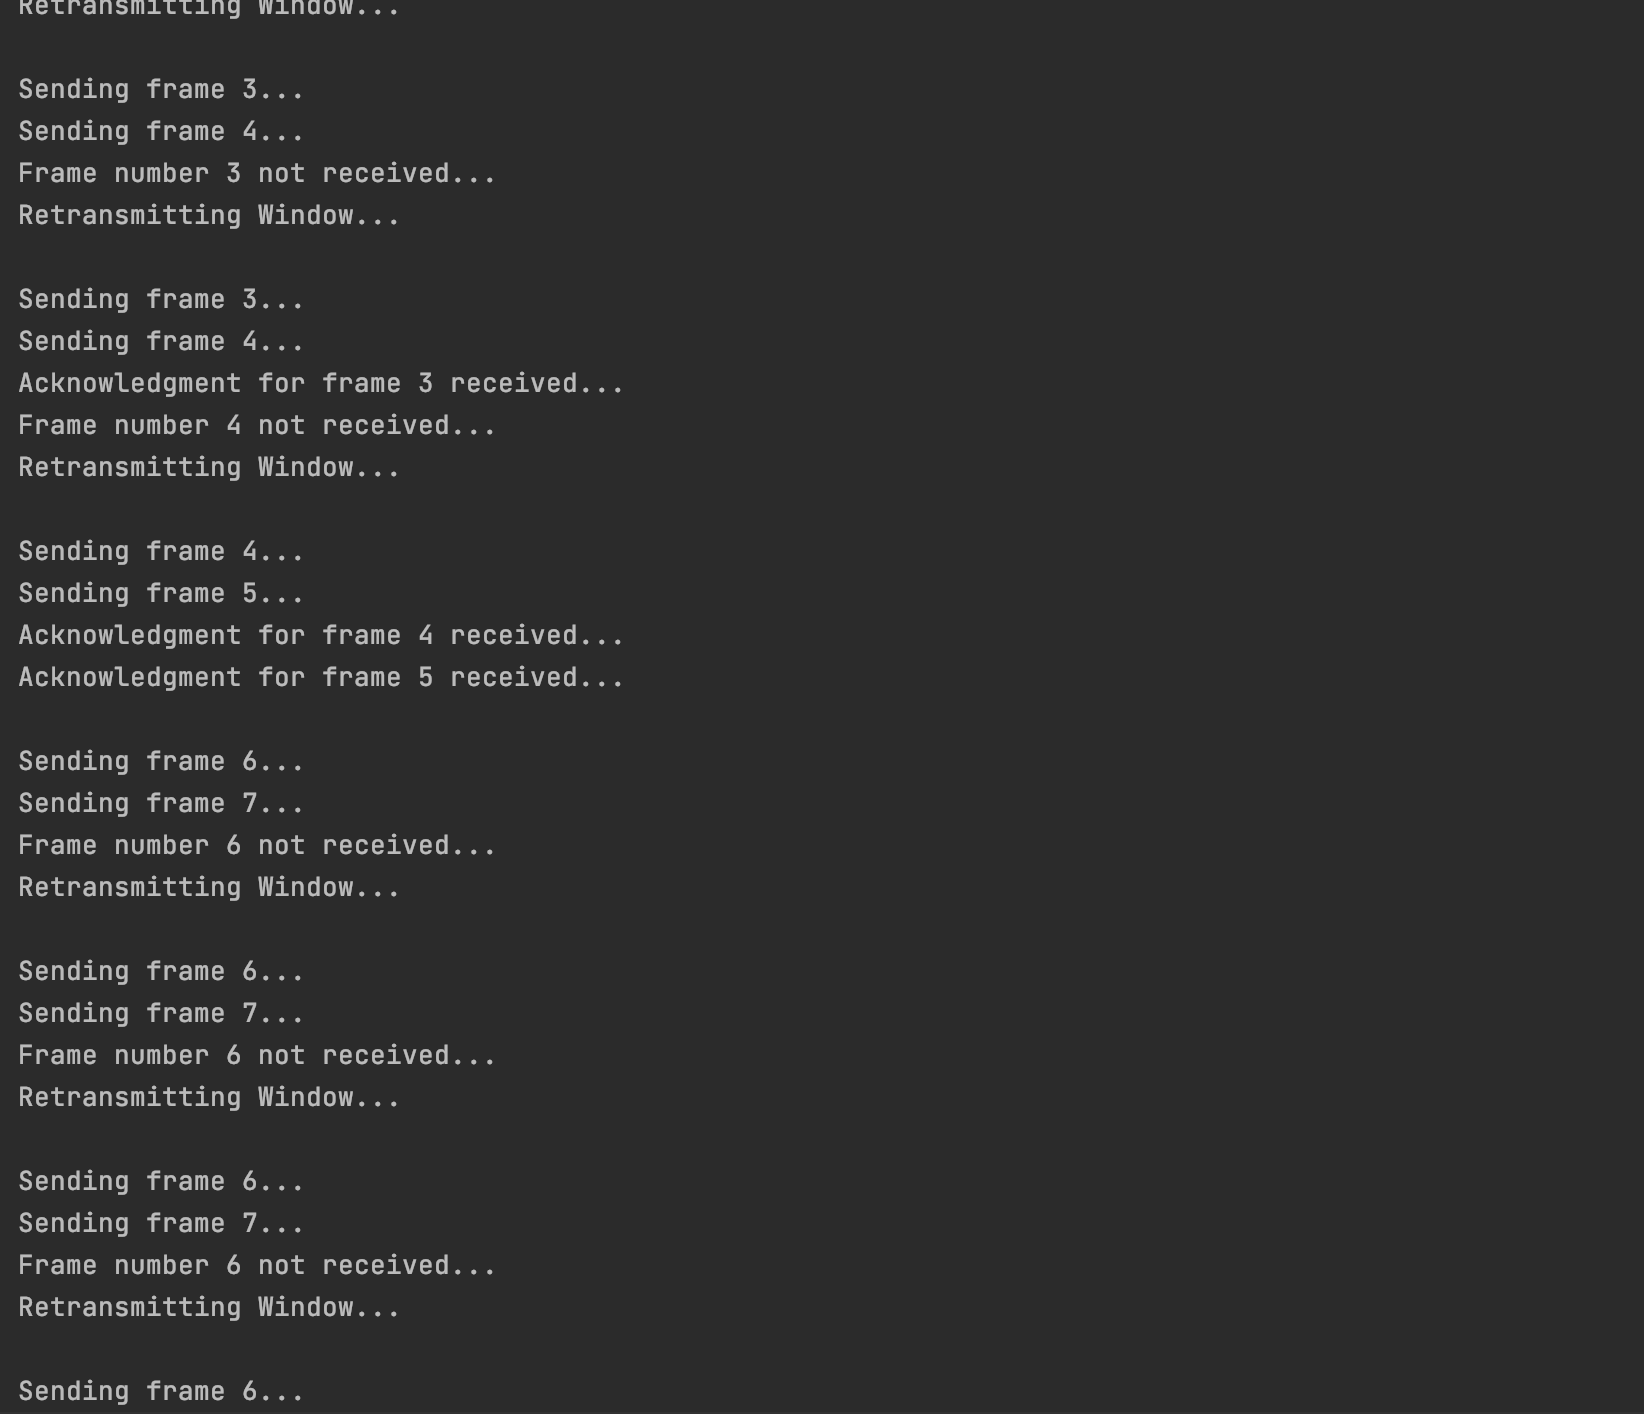 Retransmitting Window...
Sending frame 3...
Sending frame 4...
Frame number 3 not received...
Retransmitting Window...
Sending frame 3...
Sending frame 4...
Acknowledgment for frame 3 received...
Frame number 4 not received...
Retransmitting Window...
Sending frame 4...
Sending frame 5...
Acknowledgment for frame 4 received...
Acknowledgment for frame 5 received...
Sending frame 6...
Sending frame 7...
Frame number 6 not received...
Retransmitting Window...
Sending frame 6...
Sending frame 7...
Frame number 6 not received...
Retransmitting Window...
Sending frame 6...
Sending frame 7...
Frame number 6 not received...
Retransmitting Window...
Sending frame 6...